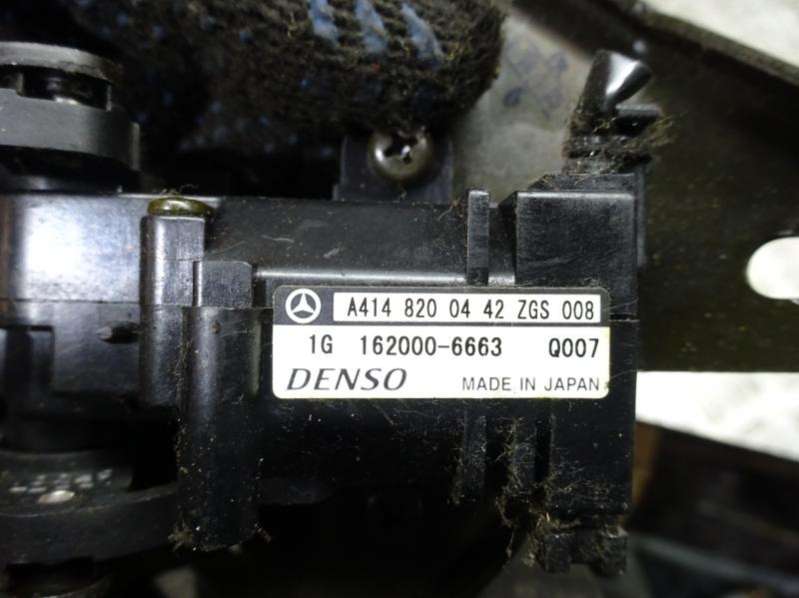 A414 820 04 42 ZGS 008
1G 162000-6663 Q007
DENSO MADE IN JAPAN